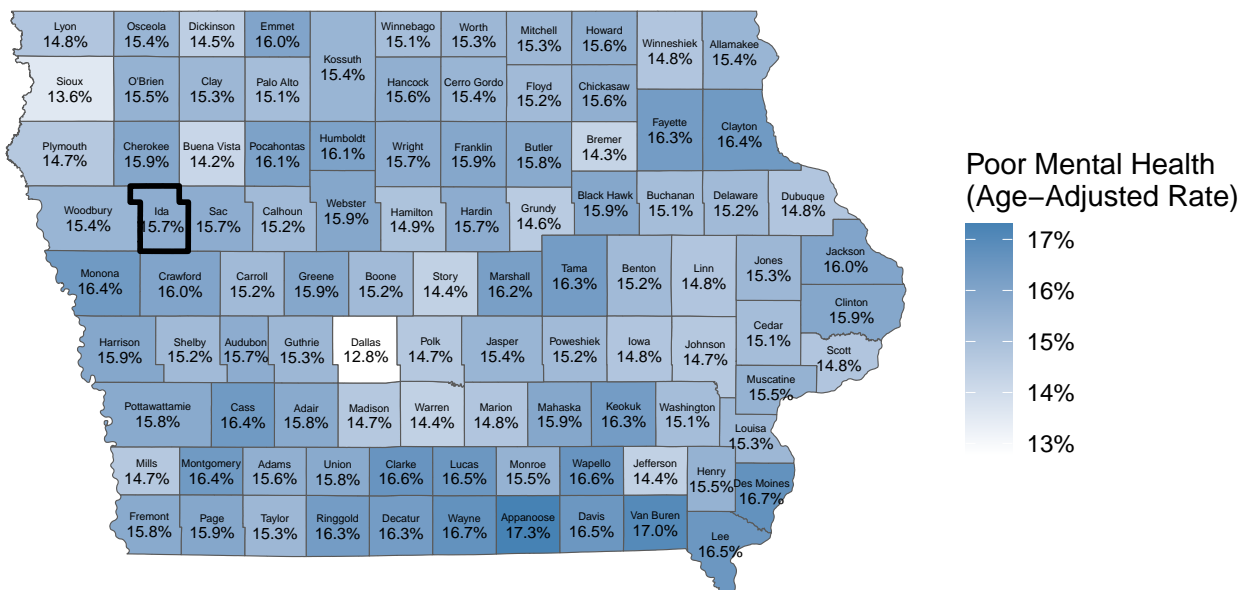 Lyon
14.8%
Osceola
15.4%
Dickinson
14.5%
Emmet
16.0%
Kossuth
15.4%
Winnebago
15.1%
Worth
15.3%
Mitchell
15.3%
Howard
15.6%
Winneshiek
14.8%
Allamakee
15.4%
Sioux
13.6%
O'Brien
15.5%
Clay
15.3%
Palo Alto
15.1%
Hancock
15.6%
Cerro Gordo
15.4%
Floyd
15.2%
Chickasaw
15.6%
Plymouth
14.7%
Cherokee
15.9%
Buena Vista
14.2%
Pocahontas
16.1%
Humboldt
16.1%
Wright
15.7%
Franklin
15.9%
Butler
15.8%
Bremer
14.3%
Fayette
16.3%
Clayton
16.4%
Woodbury
15.4%
Ida
15.7%
Sac
15.7%
Calhoun
15.2%
Webster
15.9%
Hamilton
14.9%
Hardin
15.7%
Grundy
14.6%
Black Hawk
15.9%
Buchanan
15.1%
Delaware
15.2%
Dubuque
14.8%
Monona
16.4%
Crawford
16.0%
Carroll
15.2%
Greene
15.9%
Boone
15.2%
Story
14.4%
Marshall
16.2%
Tama
16.3%
Benton
15.2%
Linn
14.8%
Jones
15.3%
Jackson
16.0%
Clinton
15.9%
Harrison
15.9%
Shelby
15.2%
Audubon
15.7%
Guthrie
15.3%
Dallas
12.8%
Polk
14.7%
Jasper
15.4%
Poweshiek
15.2%
Iowa
14.8%
Johnson
14.7%
Cedar
15.1%
Scott
14.8%
Muscatine
15.5%
Pottawattamie
15.8%
Cass
16.4%
Adair
15.8%
Madison
14.7%
Warren
14.4%
Marion
14.8%
Mahaska
15.9%
Keokuk
16.3%
Washington
15.1%
Louisa
15.3%
Mills
14.7%
Montgomery
16.4%
Adams
15.6%
Union
15.8%
Clarke
16.6%
Lucas
16.5%
Monroe
15.5%
Wapello
16.6%
Jefferson
14.4%
Henry
15.5%
Des Moines
16.7%
Fremont
15.8%
Page
15.9%
Taylor
15.3%
Ringgold
16.3%
Decatur
16.3%
Wayne
16.7%
Appanoose
17.3%
Davis
16.5%
Van Buren
17.0%
Lee
16.5%
Poor Mental Health
(Age−Adjusted Rate)
17%
16%
15%
14%
13%